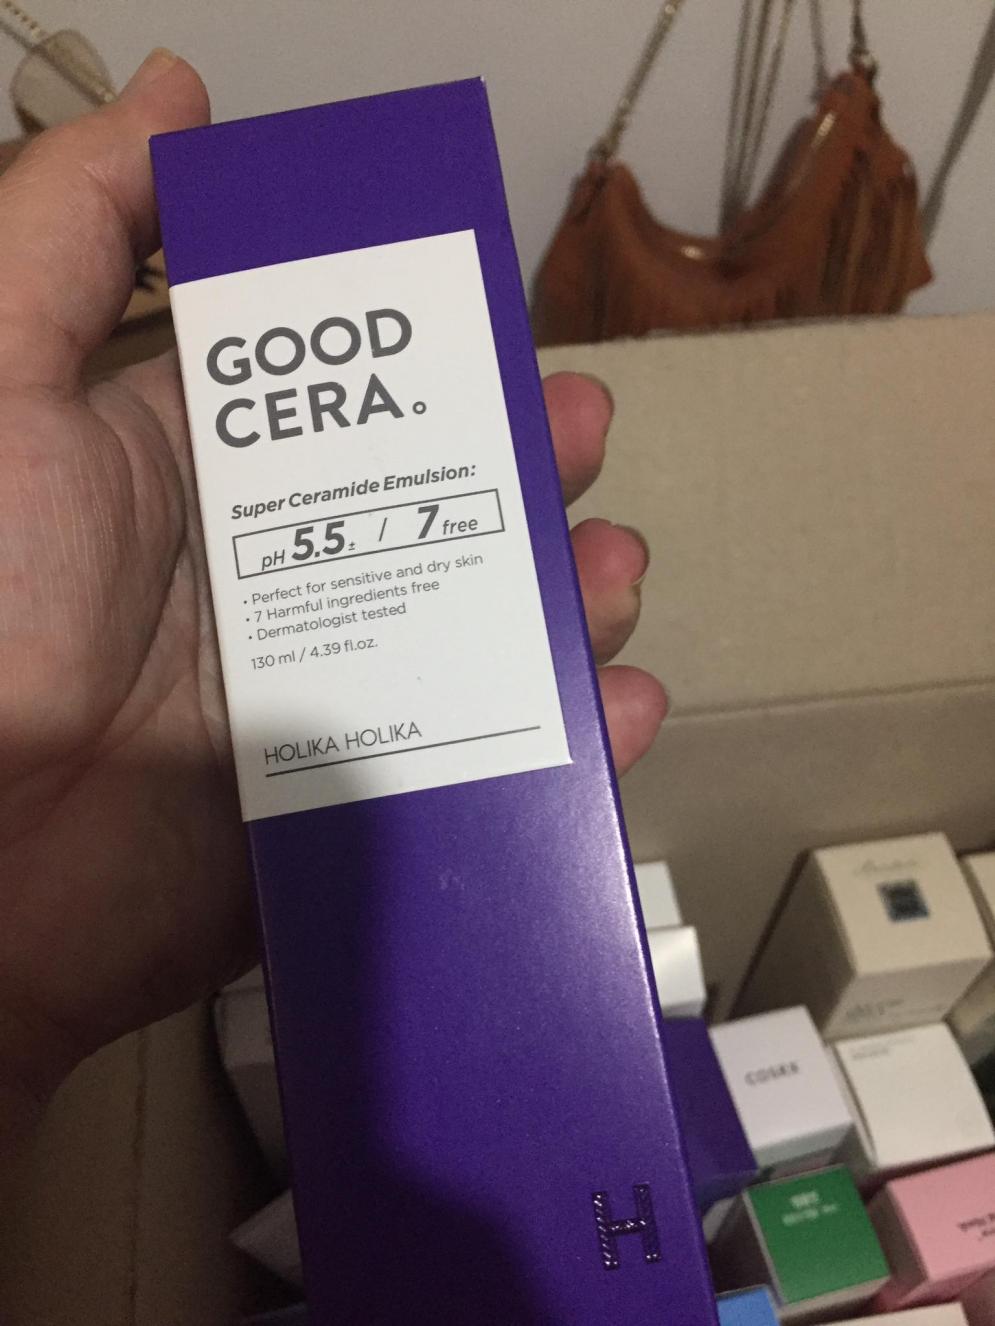 GOOD
CERA.
Super Ceramide Emulsion:
pH 5.5± / 7 free
• Perfect for sensitive and dry skin
• 7 Harmful ingredients free
• Dermatologist tested
130 ml / 4.39 fl.oz.
HOLIKA HOLIKA
H
COSRX